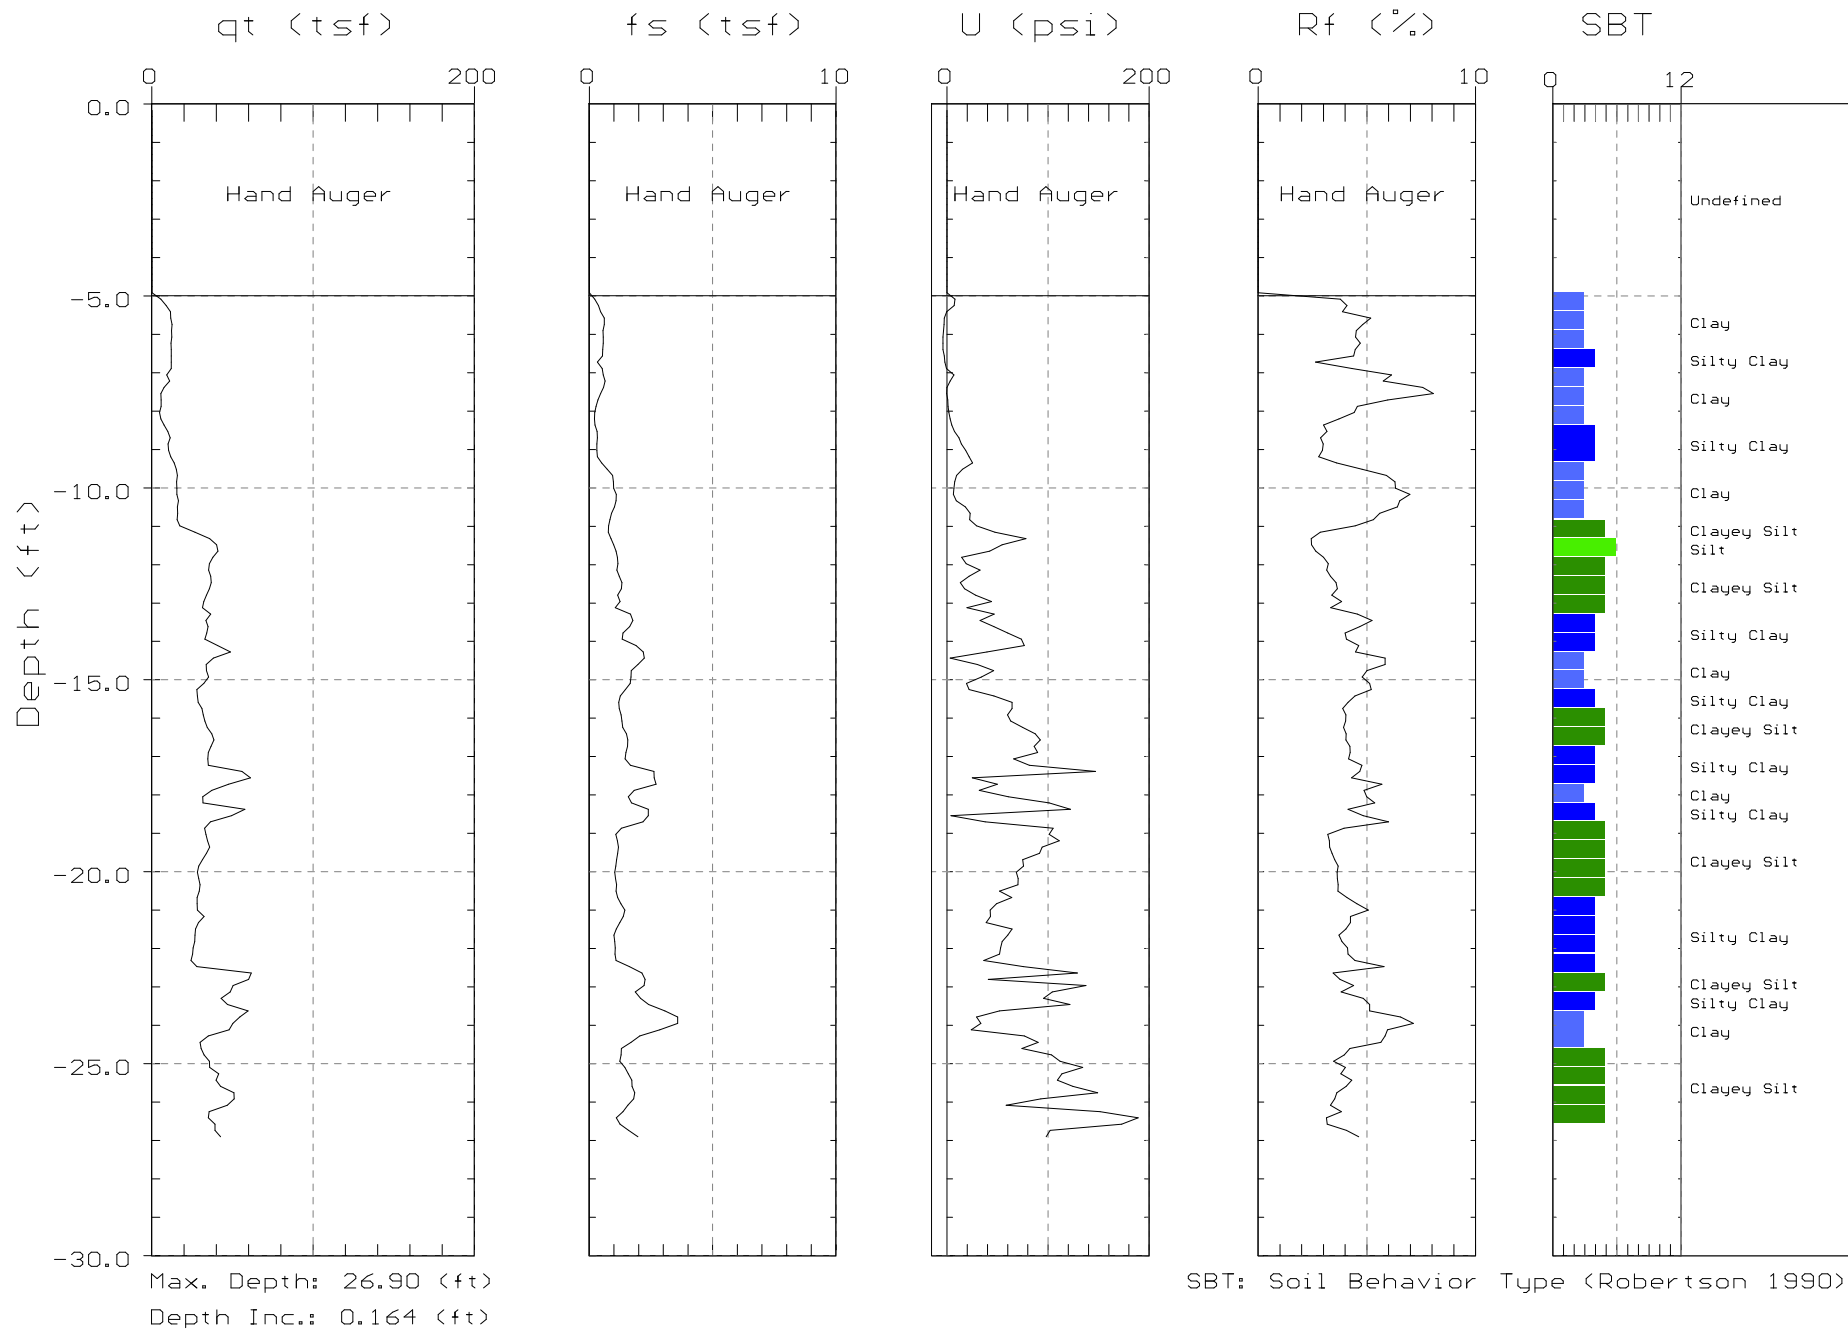 qt (tsf) fs (tsf) U (psi) Rf (%) SBT
0 200 0 10 0 200 0 10 0 12
0.0
Hand Auger Hand Auger Hand Auger Hand Auger Undefined
-5.0
Clay
Silty Clay
Clay
Silty Clay
-10.0 Clay
Clayey Silt
Silt
Clayey Silt
Depth (ft)
Silty Clay
-15.0 Clay
Silty Clay
Clayey Silt
Silty Clay
Clay
Silty Clay
-20.0 Clayey Silt
Silty Clay
Clayey Silt
Silty Clay
Clay
-25.0
Clayey Silt
-30.0
Max. Depth: 26.90 (ft) SBT: Soil Behavior Type (Robertson 1990)
Depth Inc.: 0.164 (ft)